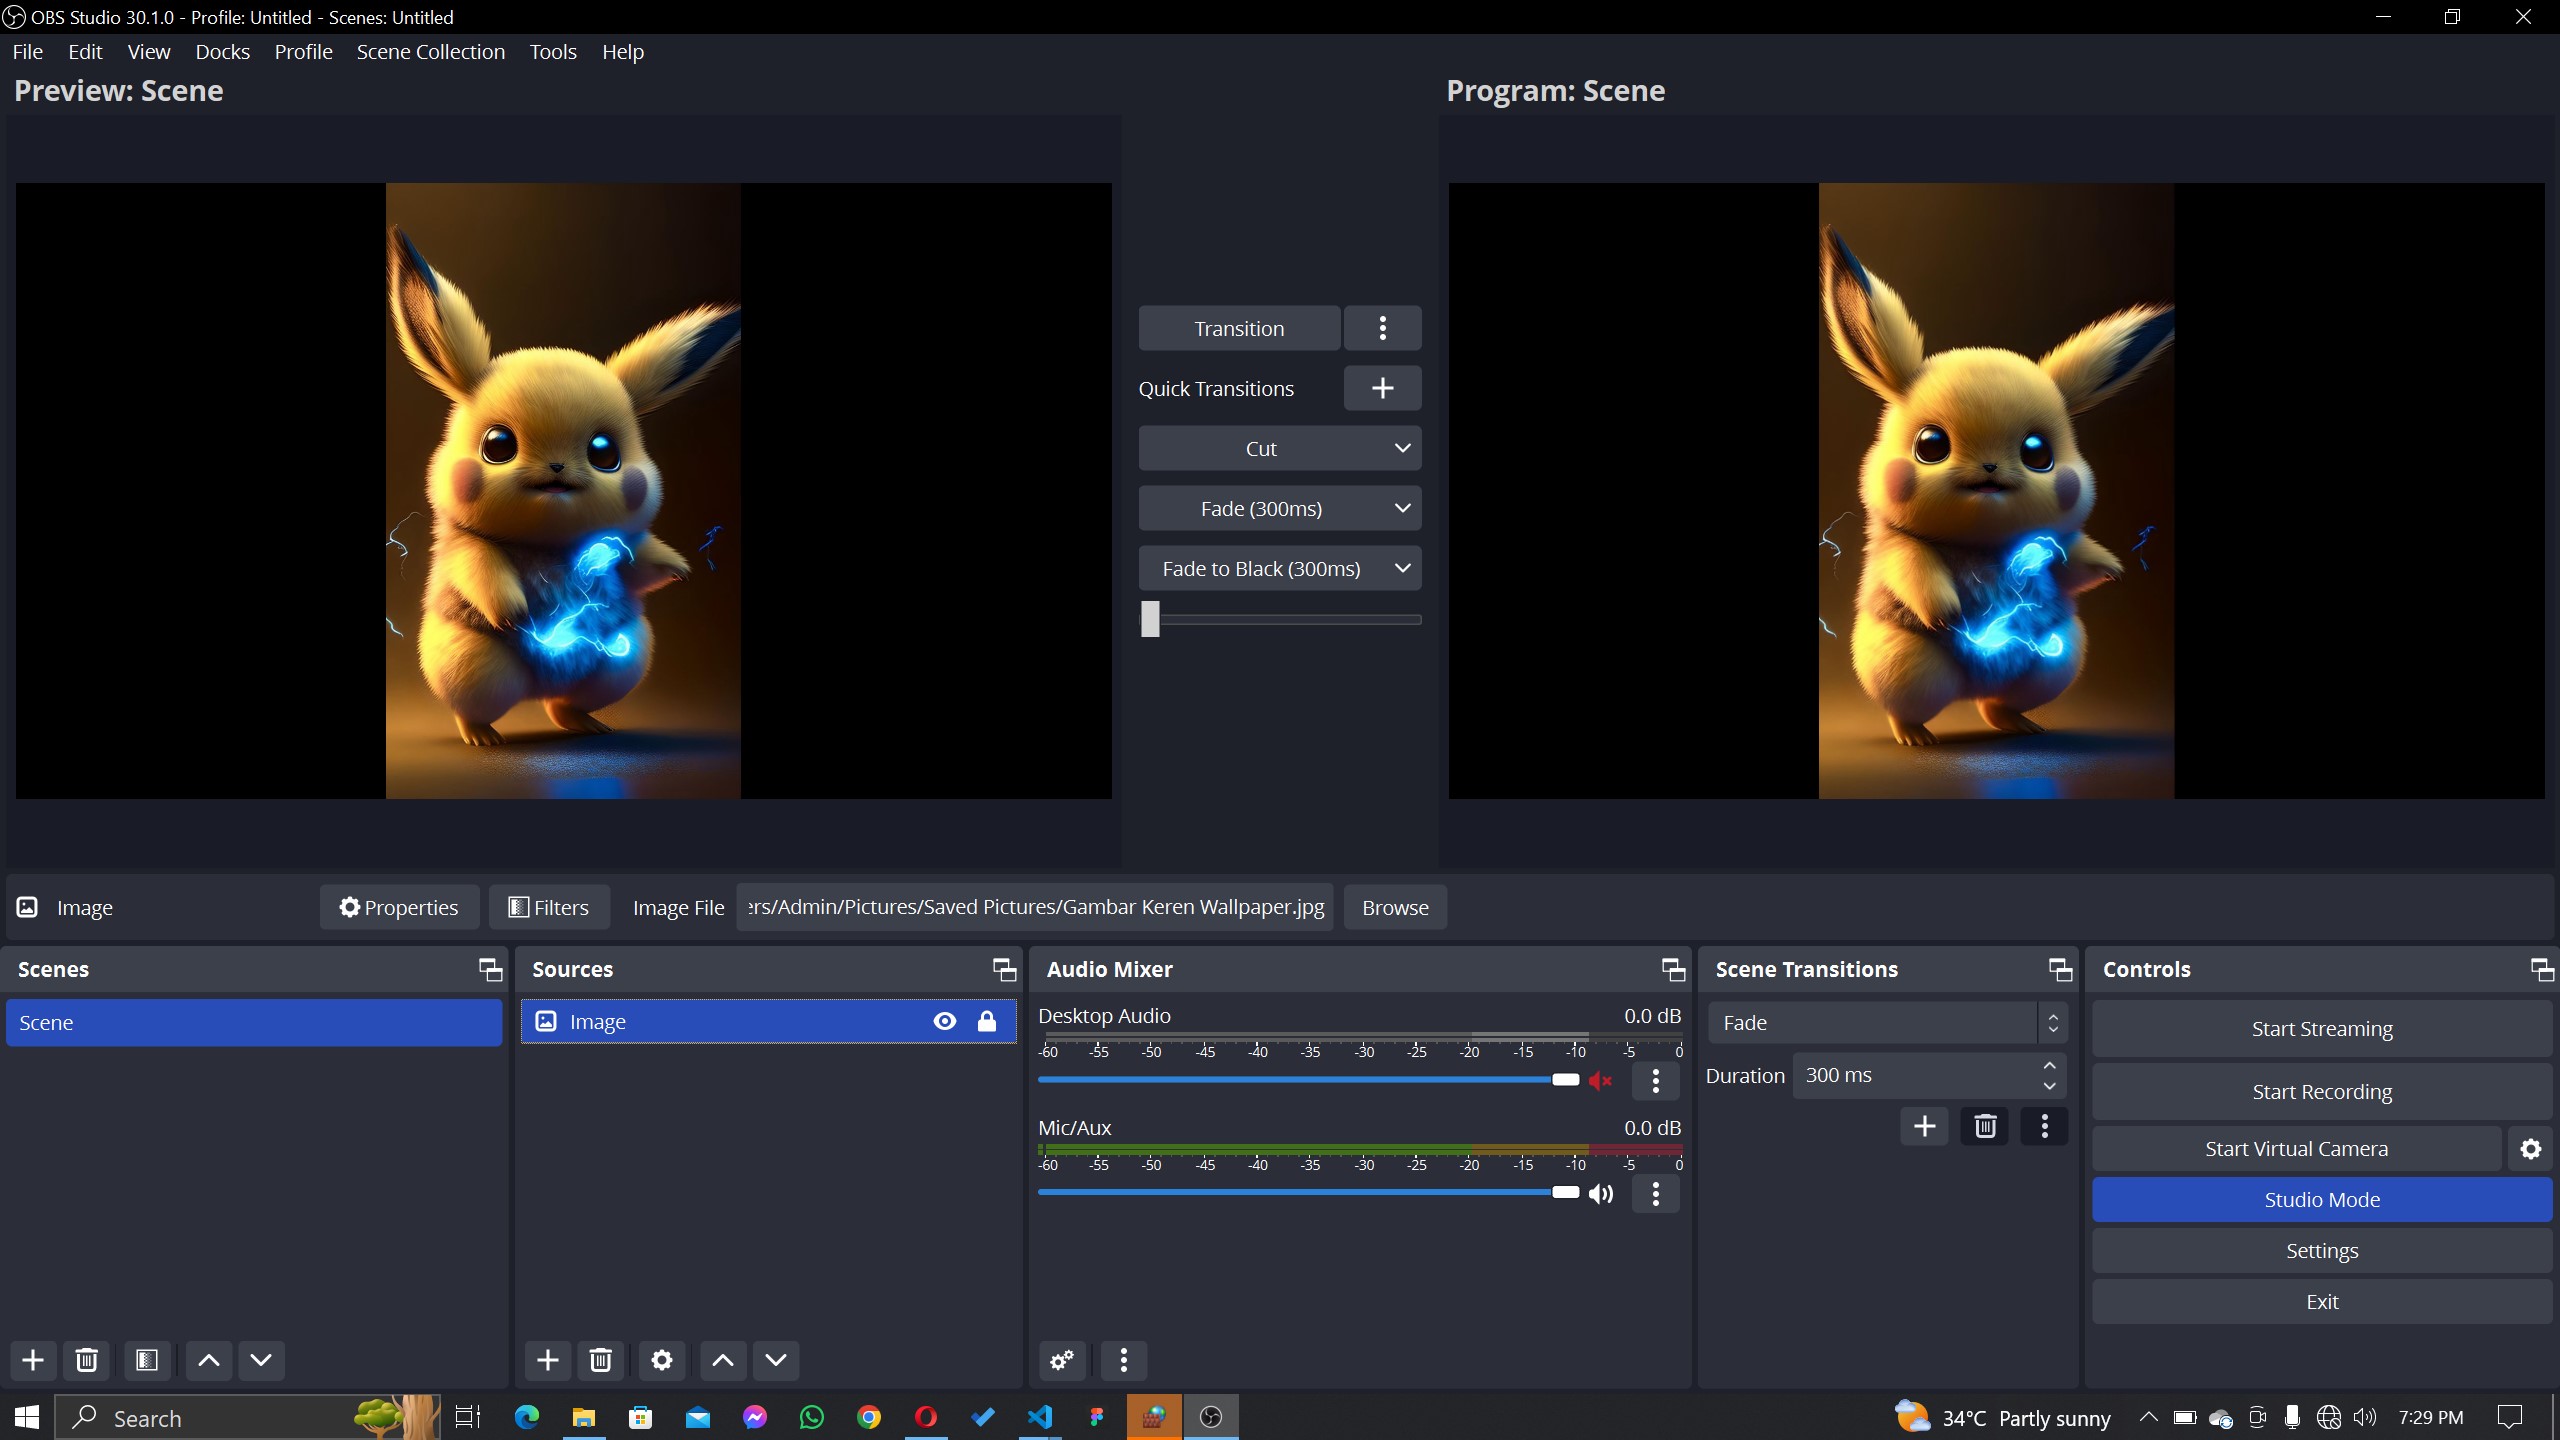 OBS Studio 30.1.0 - Profile: Untitled - Scenes: Untitled
File Edit View Docks Profile Scene Collection Tools Help
Preview: Scene
Program: Scene
Transition
Quick Transitions
Cut
Fade (300ms)
Fade to Black (300ms)
Image Properties Filters Image File ers/Admin/Pictures/Saved Pictures/Gambar Keren Wallpaper.jpg Browse
Scenes
Scene
Sources
Image
Audio Mixer
Desktop Audio 0.0 dB
-60 -55 -50 -45 -40 -35 -30 -25 -20 -15 -10 -5 0
Mic/Aux 0.0 dB
-60 -55 -50 -45 -40 -35 -30 -25 -20 -15 -10 -5 0
Scene Transitions
Fade
Duration 300 ms
Controls
Start Streaming
Start Recording
Start Virtual Camera
Studio Mode
Settings
Exit
Search
34°C Partly sunny
7:29 PM